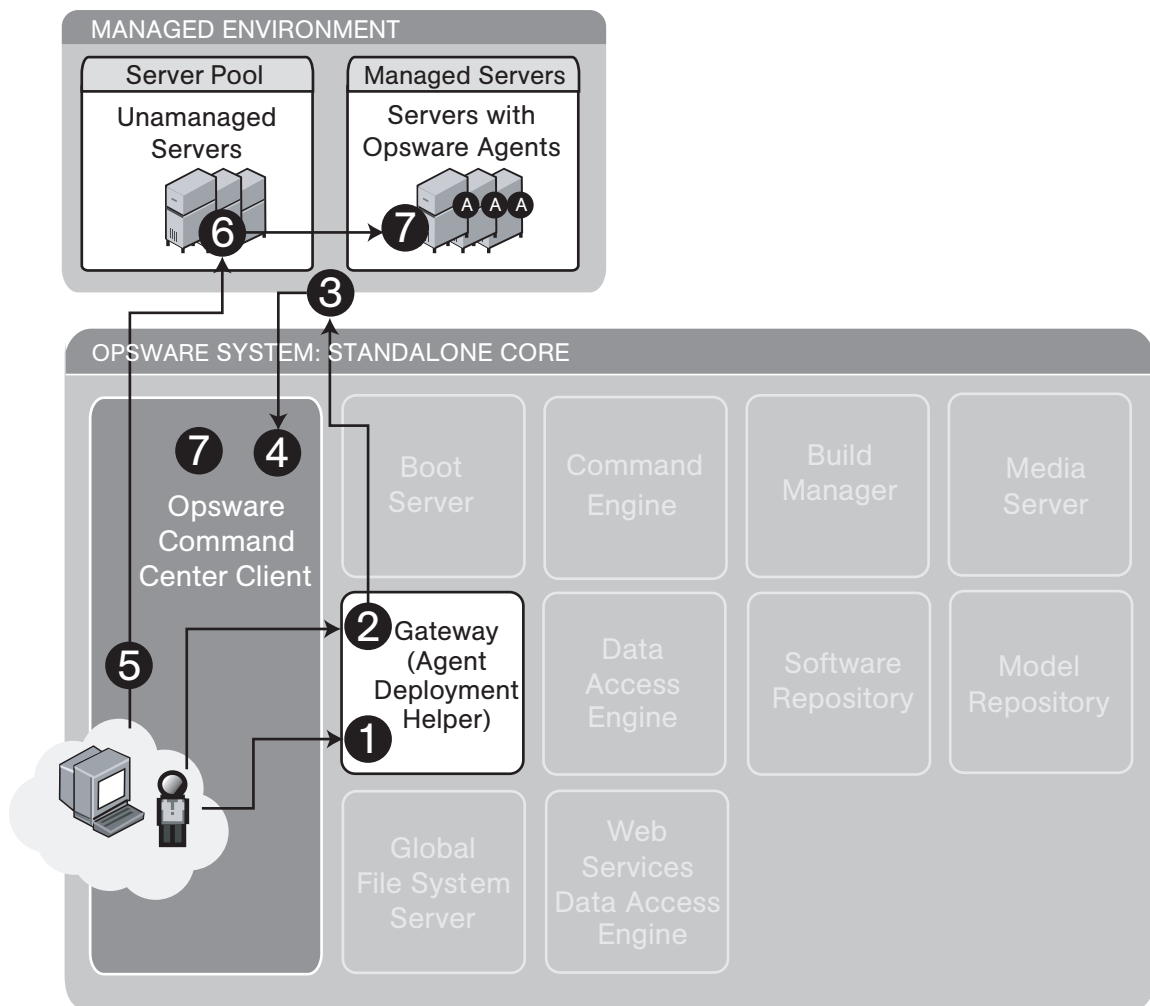 MANAGED ENVIRONMENT
Server Pool
Managed Servers
Unamanaged
Servers
Servers with
Opsware Agents
A A A
6
7
3
OPSWARE SYSTEM: STANDALONE CORE
7
4
Opsware
Command
Center Client
Boot
Server
Command
Engine
Build
Manager
Media
Server
5
2
Gateway
(Agent
Deployment
Helper)
1
Data
Access
Engine
Software
Repository
Model
Repository
Global
File System
Server
Web
Services
Data Access
Engine